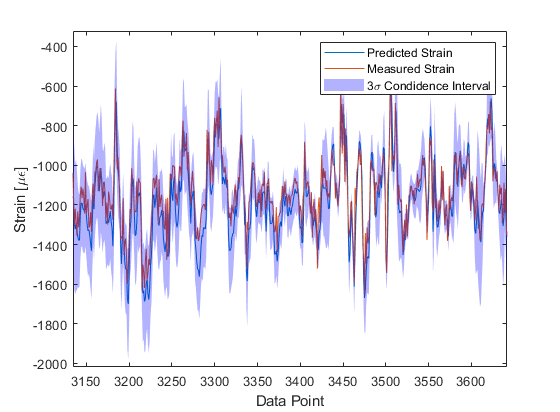 -400
-600
-800
-1000
-1200
-1400
-1600
-1800
-2000
Strain [με]
Predicted Strain
Measured Strain
3σ Condidence Interval
3150 3200 3250 3300 3350 3400 3450 3500 3550 3600
Data Point